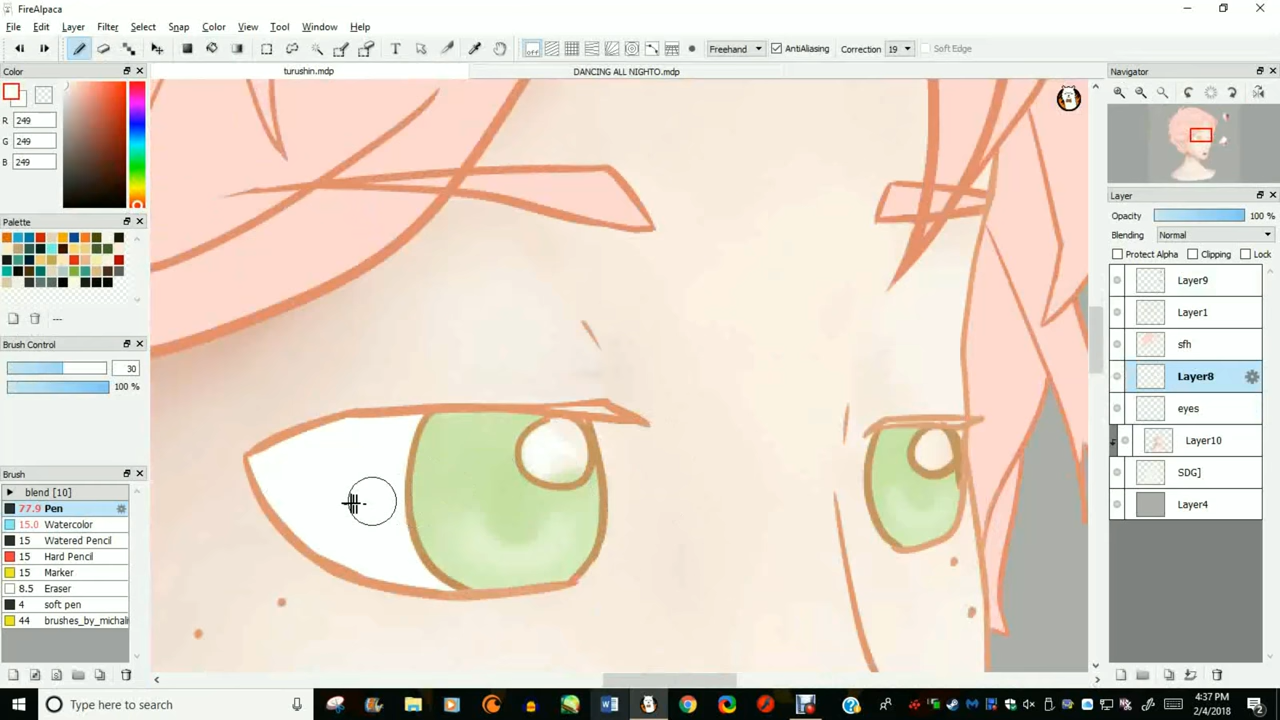 FireAlpaca
File Edit Layer Filter Select Snap Color View Tool Window Help
off Freehand AntiAliasing Correction 19 Soft Edge
Color
turushin.mdp DANCING ALL NIGHTO.mdp
Navigator
R 249
G 249
B 249
Palette
---
Brush Control
30
100 %
Brush
blend [10]
77.9 Pen
15.0 Watercolor
15 Watered Pencil
15 Hard Pencil
15 Marker
8.5 Eraser
4 soft pen
44 brushes_by_michali
Layer
Opacity 100 %
Blending Normal
Protect Alpha Clipping Lock
Layer9
Layer1
sfh
Layer8
eyes
Layer10
SDG]
Layer4
Type here to search
4:37 PM
2/4/2018